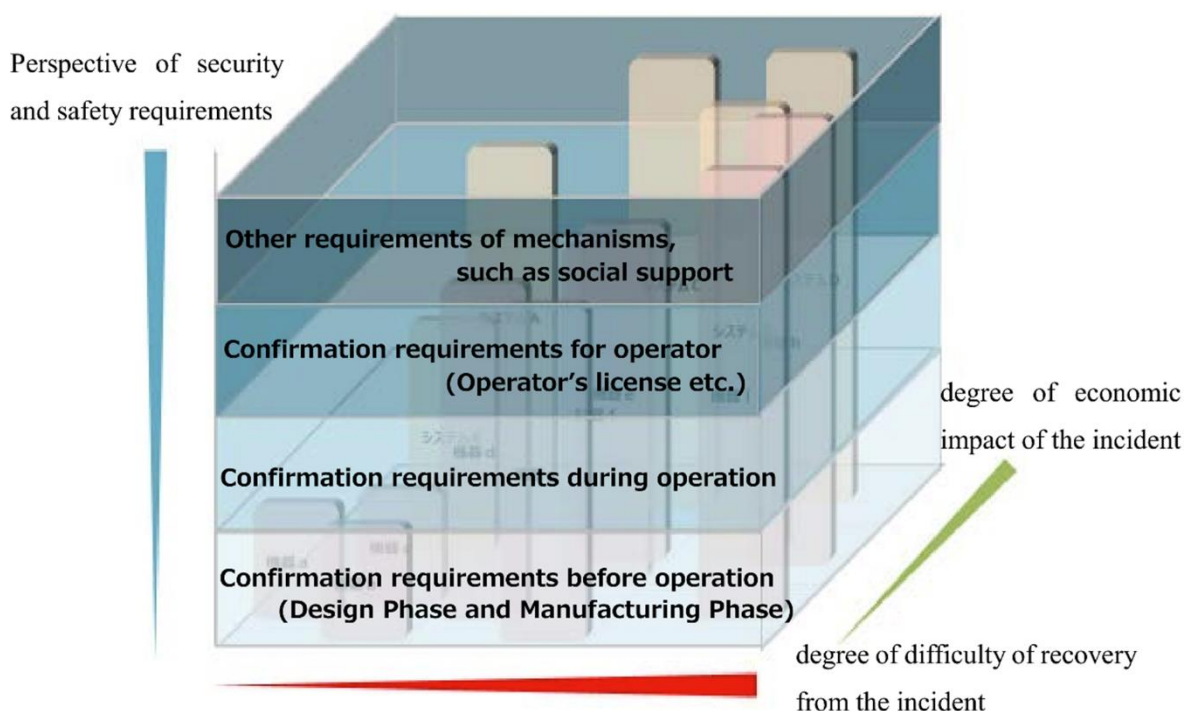 Perspective of security
and safety requirements
Other requirements of mechanisms,
such as social support
Confirmation requirements for operator
(Operator's license etc.)
degree of economic
impact of the incident
Confirmation requirements during operation
Confirmation requirements before operation
(Design Phase and Manufacturing Phase)
degree of difficulty of recovery
from the incident